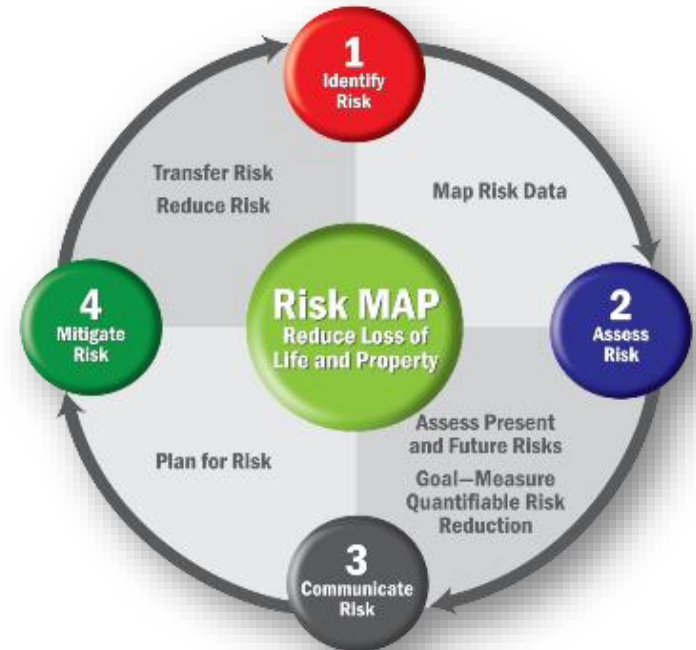 1
Identify
Risk
Transfer Risk
Reduce Risk
Map Risk Data
4
Mitigate
Risk
Risk MAP
Reduce Loss of
Life and Property
2
Assess
Risk
Plan for Risk
Assess Present
and Future Risks
Goal—Measure
Quantifiable Risk
Reduction
3
Communicate
Risk